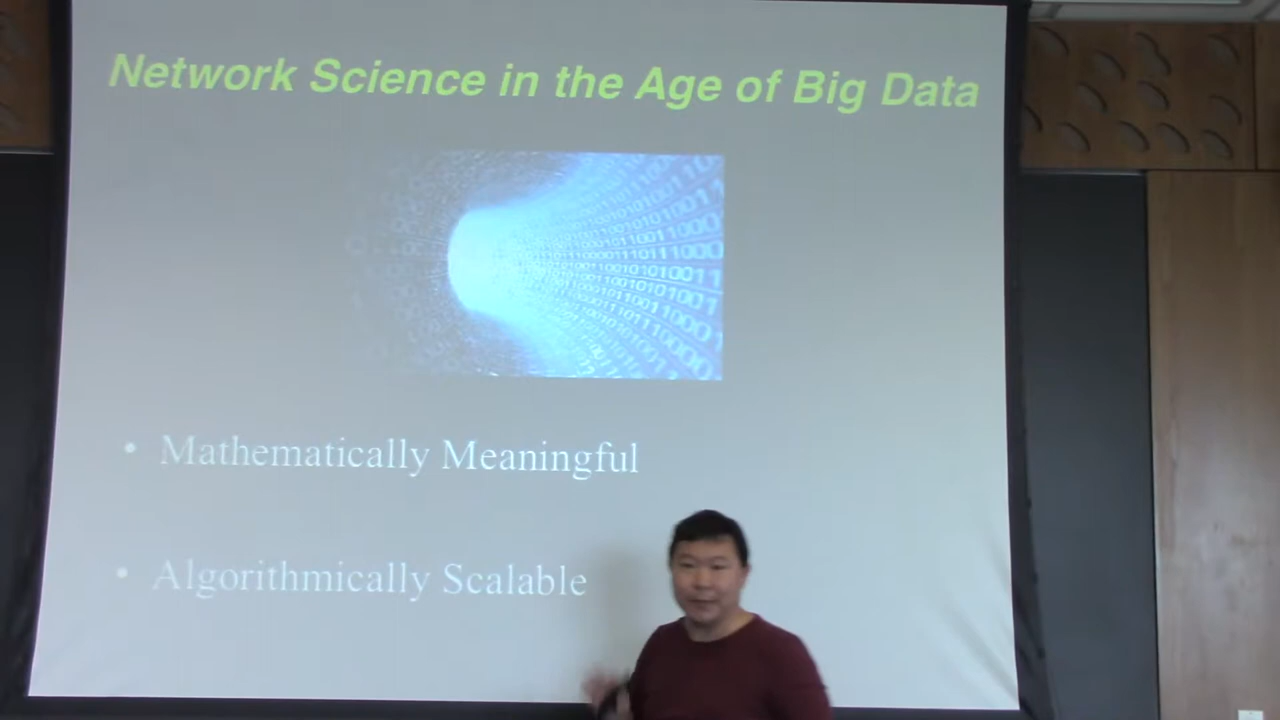 Network Science in the Age of Big Data
• Mathematically Meaningful
• Algorithmically Scalable